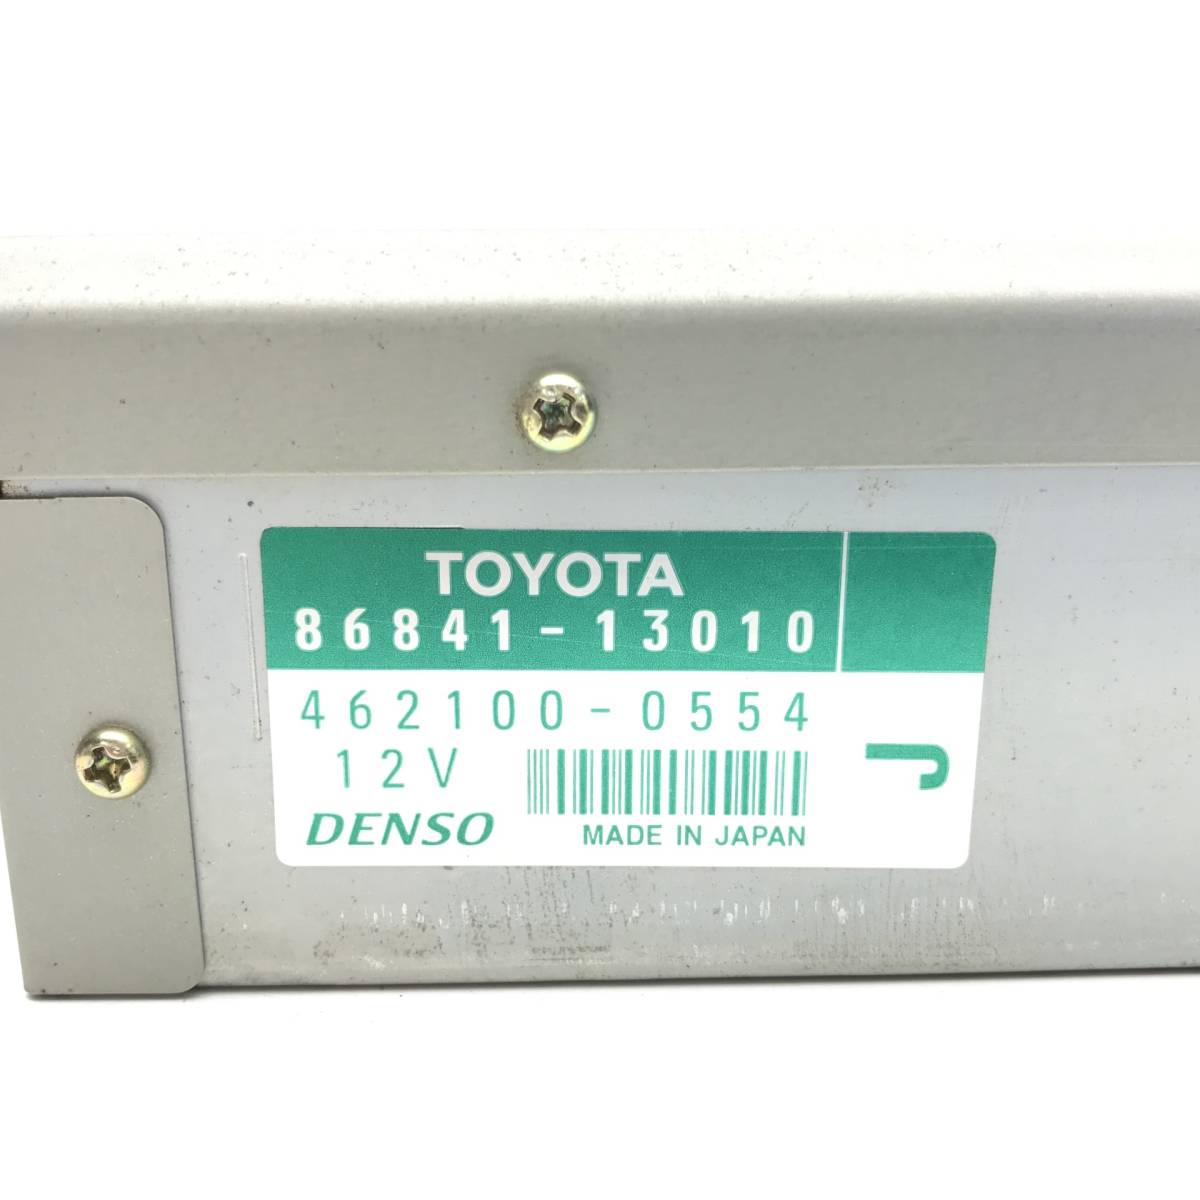 TOYOTA
86841-13010
462100-0554
12V
DENSO
MADE IN JAPAN
J